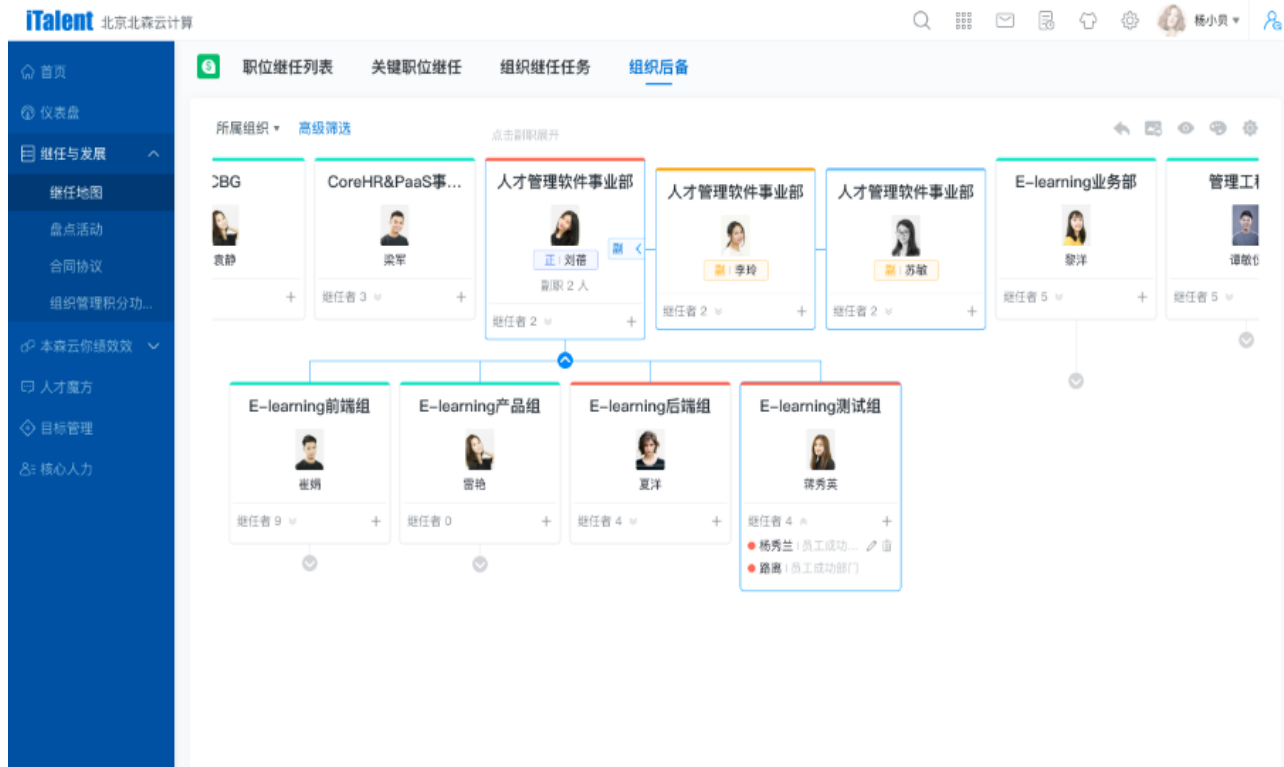 iTalent 北京北森云计算
杨小贝
首页
仪表盘
继任与发展
继任地图
盘点活动
合同协议
组织管理积分功...
本森云你绩效效
人才魔方
目标管理
核心人力
职位继任列表 关键职位继任 组织继任任务 组织后备
所属组织 高级筛选
点击副职展开
CBG
袁静
CoreHR&PaaS事...
梁军
继任者 3
人才管理软件事业部
正 刘蓓
副职 2 人
继任者 2
副
人才管理软件事业部
副 李玲
继任者 2
人才管理软件事业部
副 苏敏
继任者 2
E-learning业务部
黎洋
继任者 5
管理工
谭敏
继任者 5
E-learning前端组
崔娟
继任者 9
E-learning产品组
雷艳
继任者 0
E-learning后端组
夏洋
继任者 4
E-learning测试组
蒋秀英
继任者 4
杨秀兰 员工成功...
路 员工成功部门